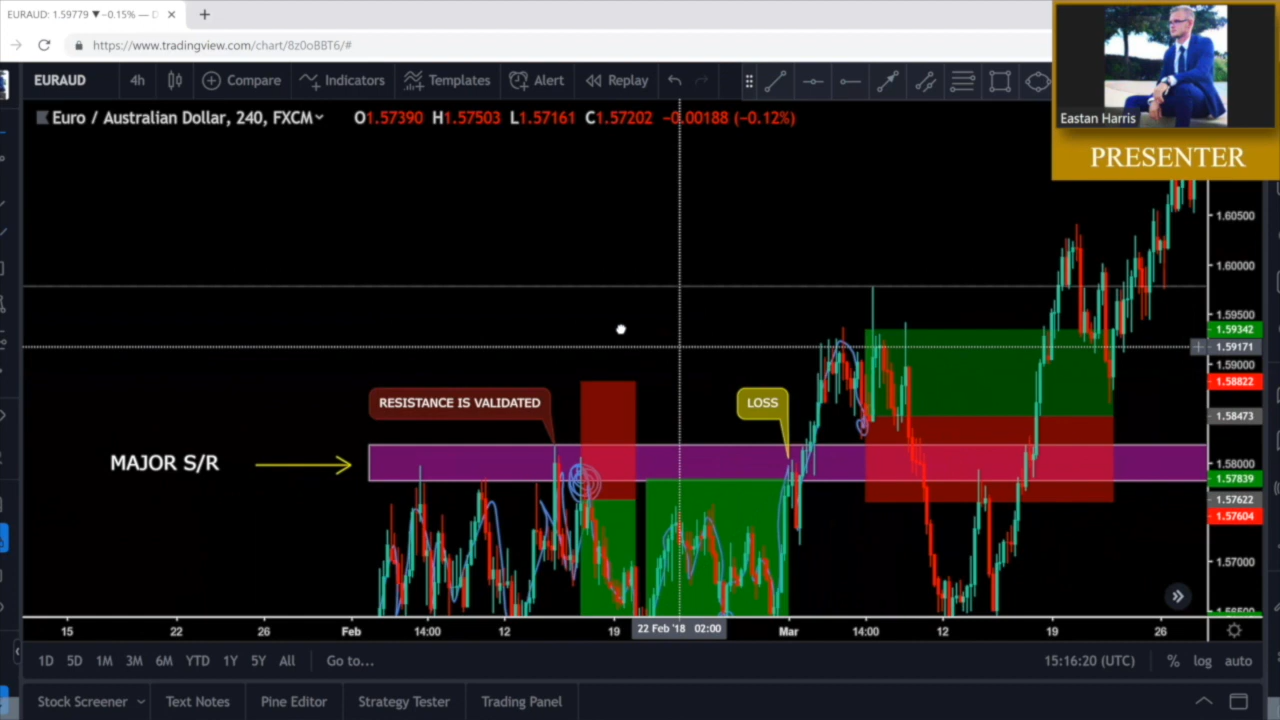 EURAUD: 1.59779 ▼ −0.15% — D
https://www.tradingview.com/chart/8z0oBBT6/#
EURAUD 4h Compare Indicators Templates Alert Replay
Euro / Australian Dollar, 240, FXCM O1.57390 H1.57503 L1.57161 C1.57202 −0.00188 (−0.12%)
Eastan Harris
PRESENTER
1.60500
1.60000
1.59500
1.59342
1.59171
1.59000
1.58822
1.58473
1.58000
1.57839
1.57622
1.57604
1.57000
RESISTANCE IS VALIDATED
LOSS
MAJOR S/R
15 22 26 Feb 14:00 12 19 22 Feb '18 02:00 Mar 14:00 12 19 26
1D 5D 1M 3M 6M YTD 1Y 5Y All Go to... 15:16:20 (UTC) % log auto
Stock Screener Text Notes Pine Editor Strategy Tester Trading Panel